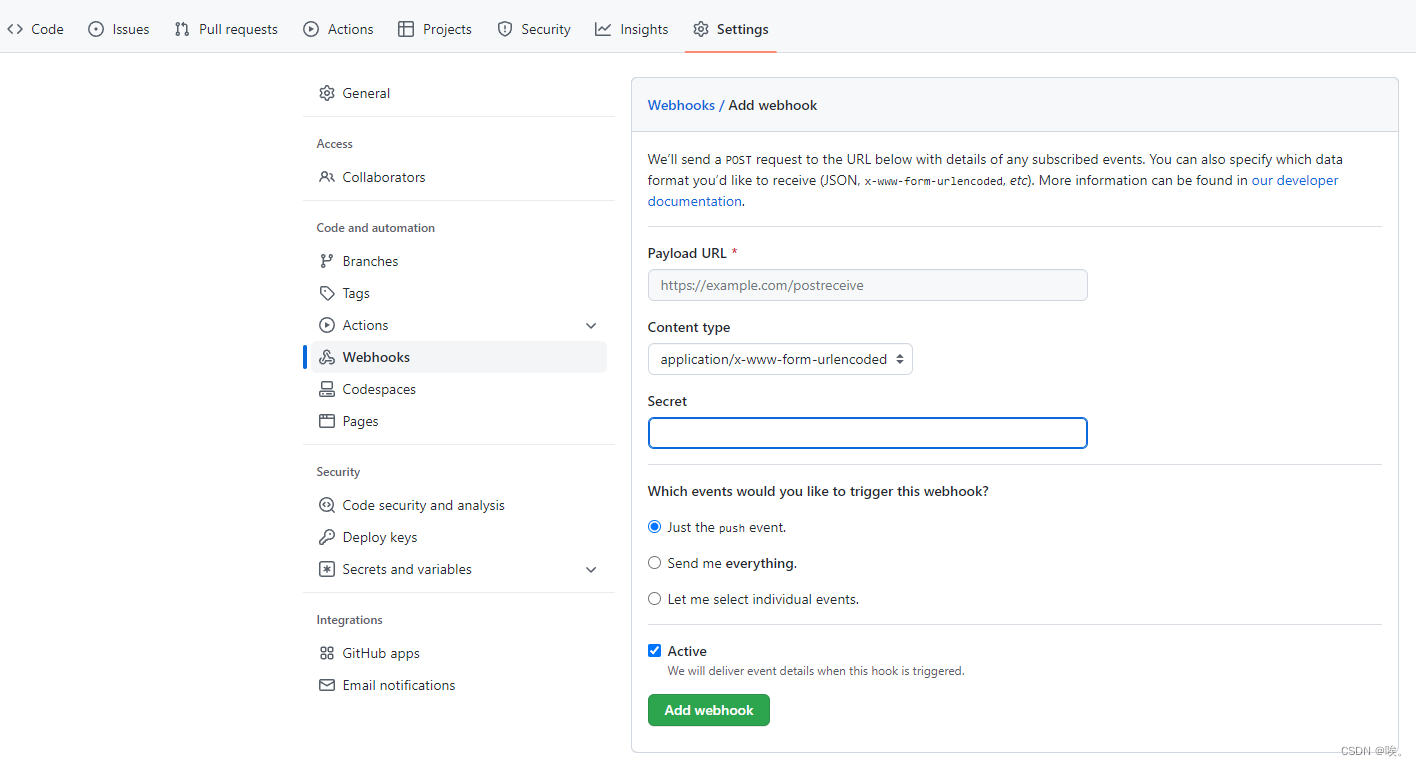 Code Issues Pull requests Actions Projects Security Insights Settings
General
Access
Collaborators
Code and automation
Branches
Tags
Actions
Webhooks
Codespaces
Pages
Security
Code security and analysis
Deploy keys
Secrets and variables
Integrations
GitHub apps
Email notifications
Webhooks / Add webhook
We’ll send a POST request to the URL below with details of any subscribed events. You can also specify which data
format you’d like to receive (JSON, x-www-form-urlencoded, etc). More information can be found in our developer
documentation.
Payload URL *
https://example.com/postreceive
Content type
application/x-www-form-urlencoded
Secret
Which events would you like to trigger this webhook?
Just the push event.
Send me everything.
Let me select individual events.
Active
We will deliver event details when this hook is triggered.
Add webhook
CSDN @唉。